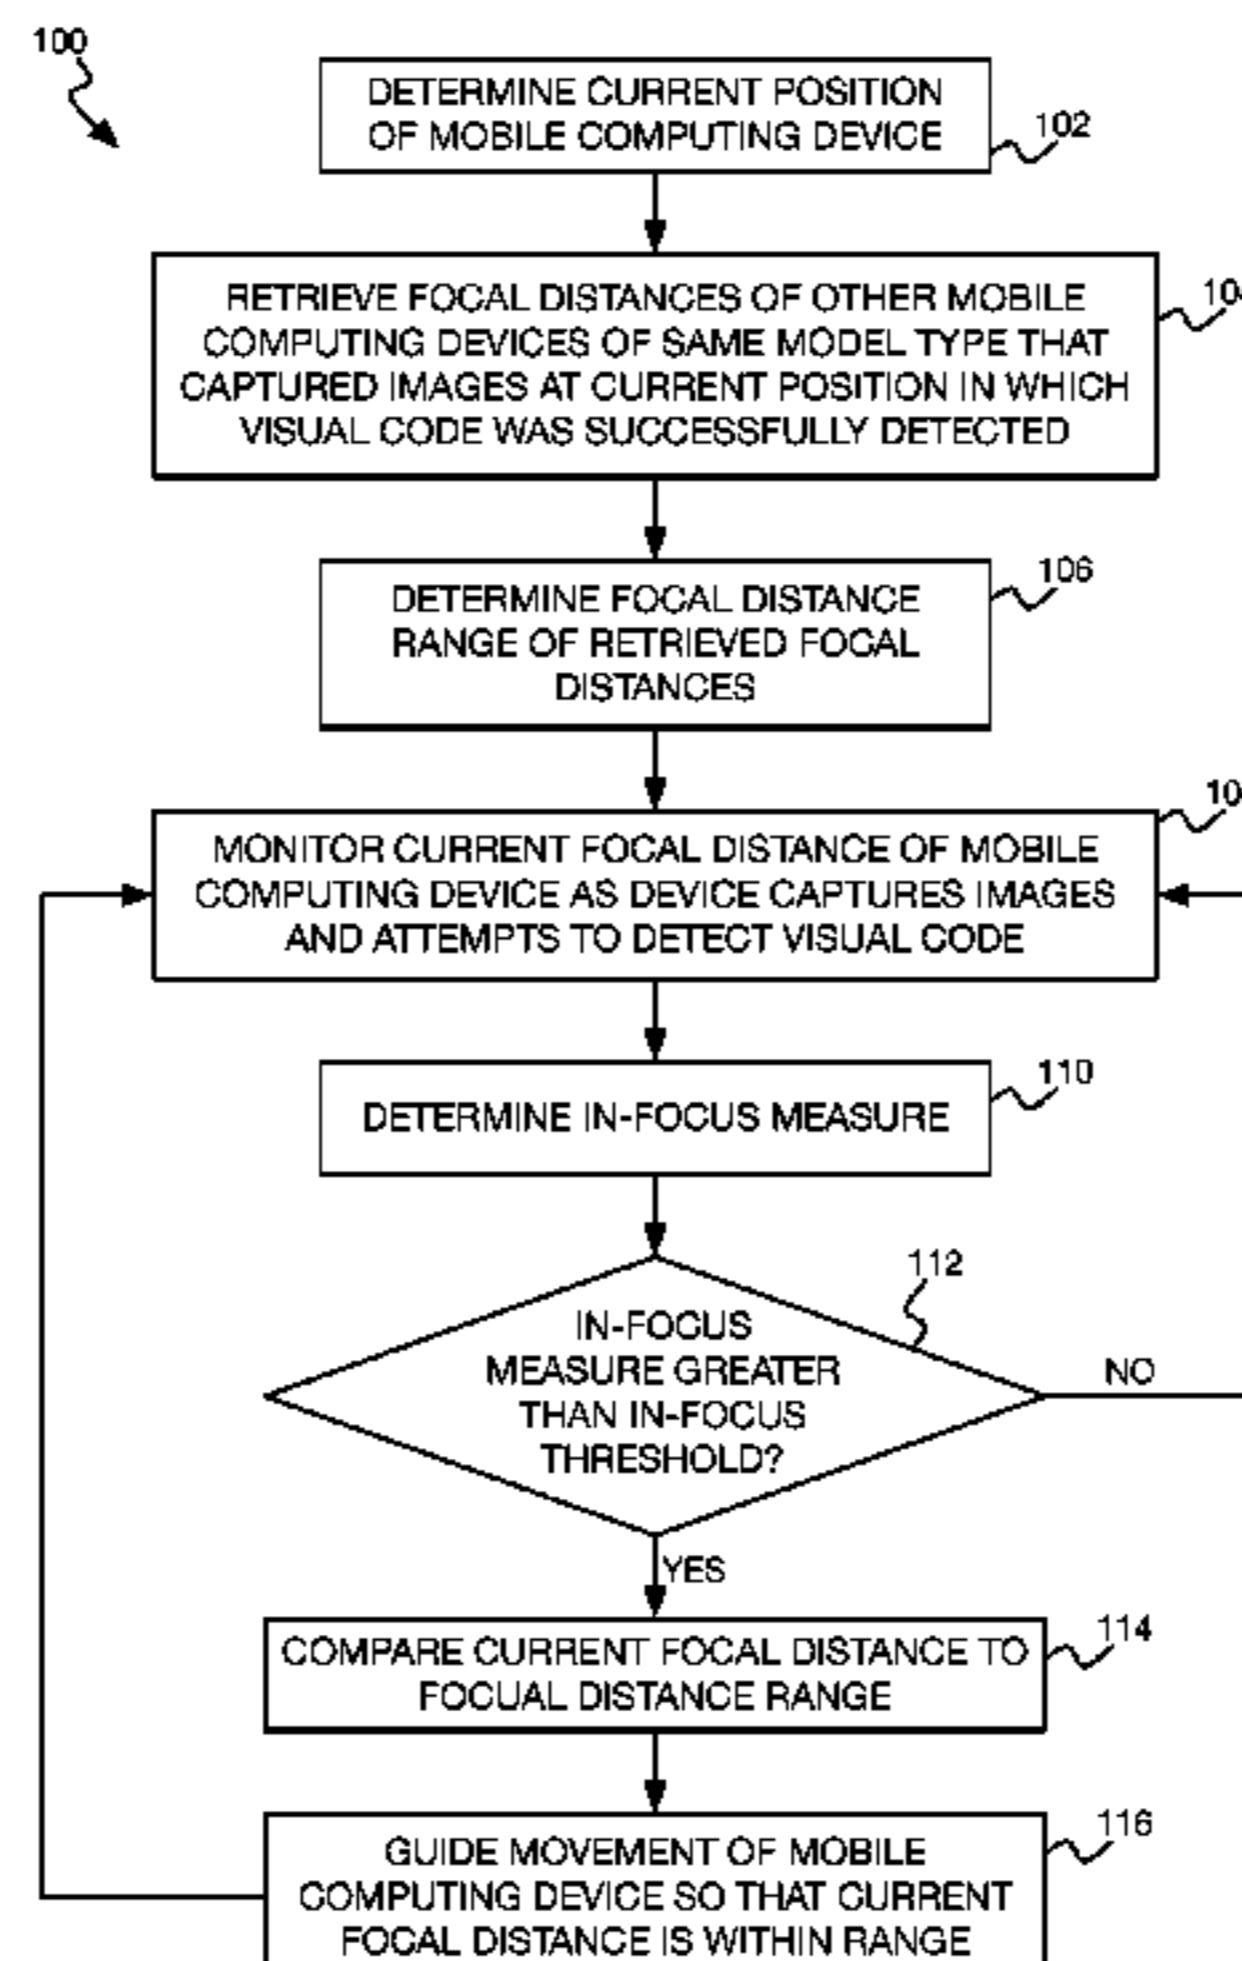 100
DETERMINE CURRENT POSITION
OF MOBILE COMPUTING DEVICE
102
RETRIEVE FOCAL DISTANCES OF OTHER MOBILE
COMPUTING DEVICES OF SAME MODEL TYPE THAT
CAPTURED IMAGES AT CURRENT POSITION IN WHICH
VISUAL CODE WAS SUCCESSFULLY DETECTED
DETERMINE FOCAL DISTANCE
RANGE OF RETRIEVED FOCAL
DISTANCES
106
MONITOR CURRENT FOCAL DISTANCE OF MOBILE
COMPUTING DEVICE AS DEVICE CAPTURES IMAGES
AND ATTEMPTS TO DETECT VISUAL CODE
DETERMINE IN-FOCUS MEASURE
110
112
IN-FOCUS
MEASURE GREATER
THAN IN-FOCUS
THRESHOLD?
NO
YES
COMPARE CURRENT FOCAL DISTANCE TO
FOCUAL DISTANCE RANGE
114
GUIDE MOVEMENT OF MOBILE
COMPUTING DEVICE SO THAT CURRENT
FOCAL DISTANCE IS WITHIN RANGE
116